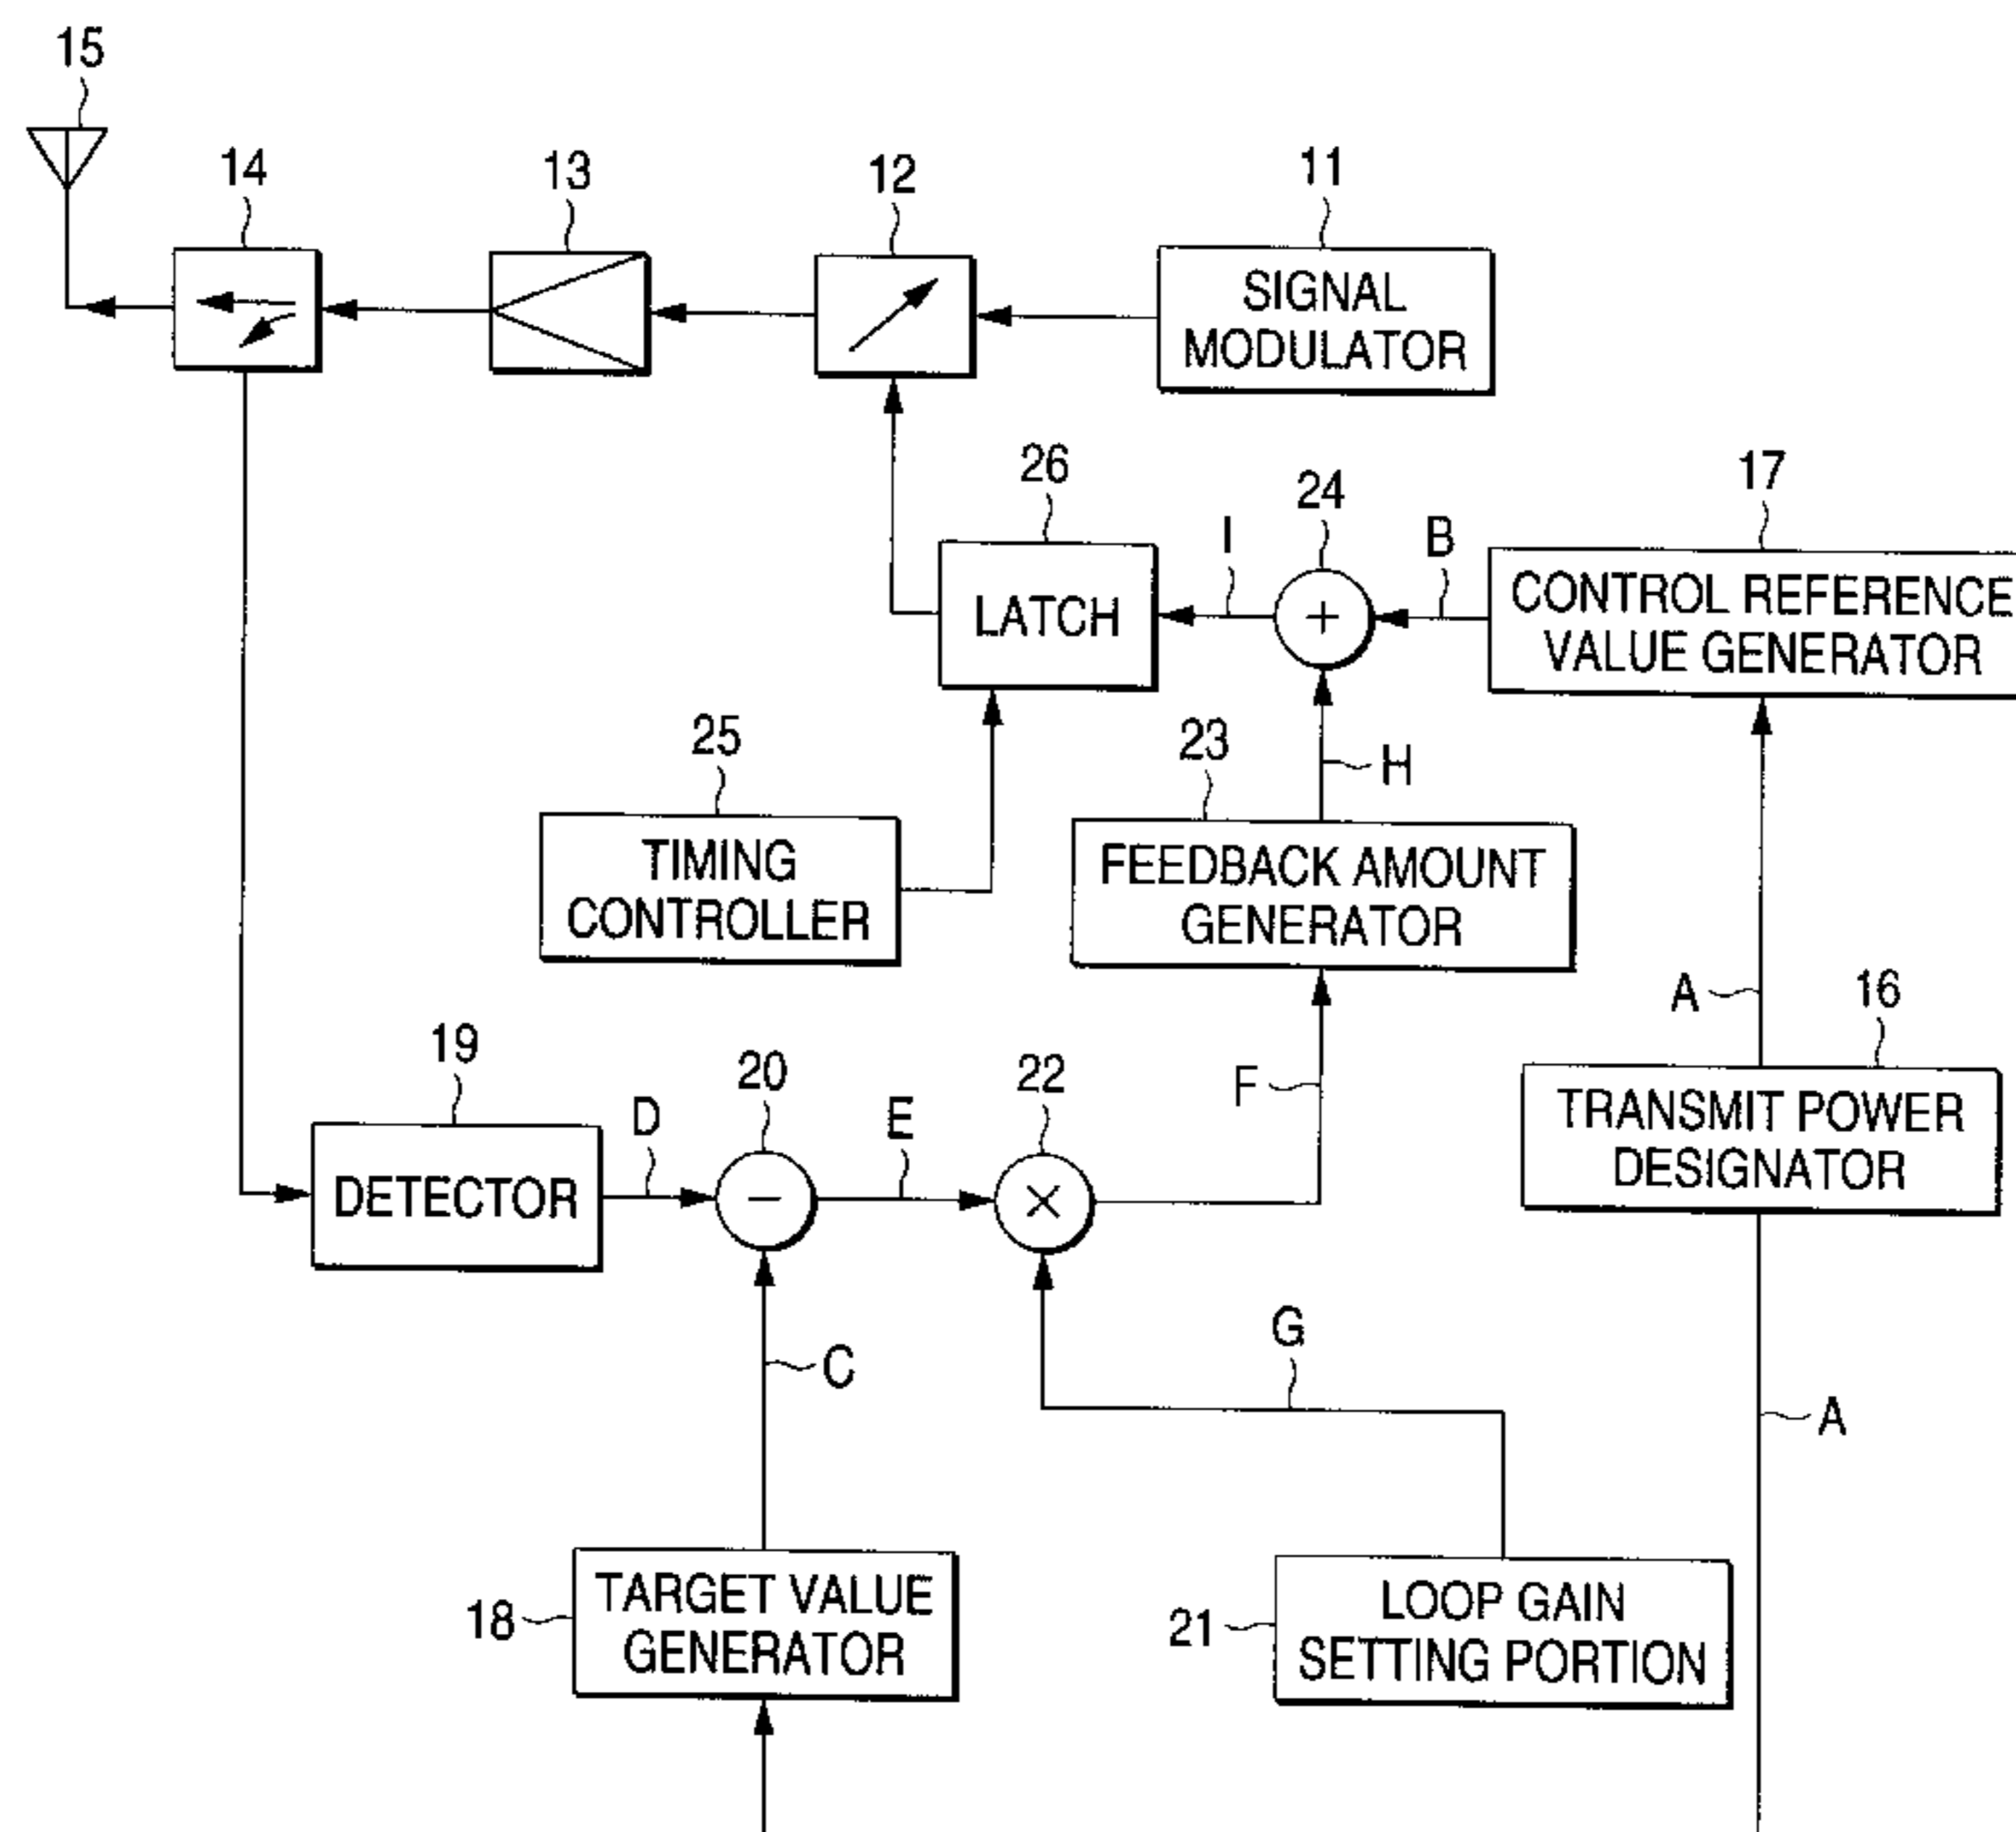 15
14
13
12
11
SIGNAL
MODULATOR
26
24
17
I
B
LATCH
+
CONTROL REFERENCE
VALUE GENERATOR
25
23
H
TIMING
CONTROLLER
FEEDBACK AMOUNT
GENERATOR
A
16
19
20
22
F
D
E
TRANSMIT POWER
DESIGNATOR
DETECTOR
−
×
G
C
A
18
TARGET VALUE
GENERATOR
21
LOOP GAIN
SETTING PORTION